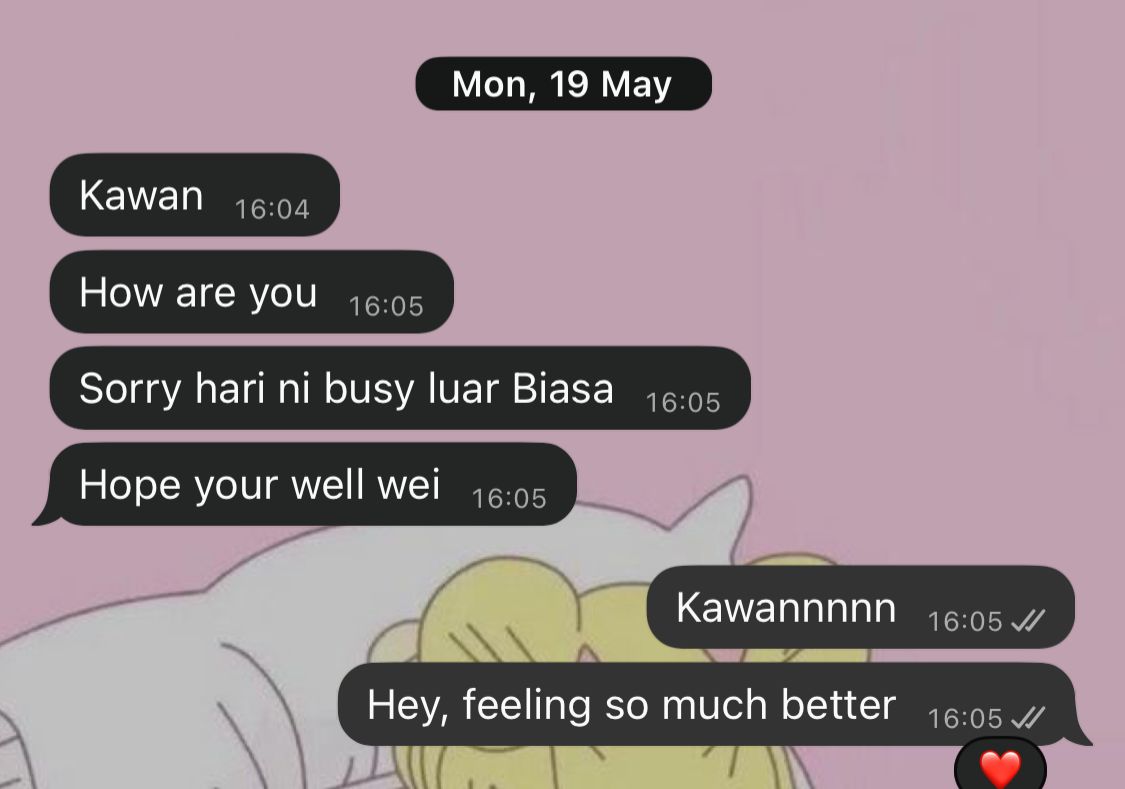 Mon, 19 May
Kawan 16:04
How are you 16:05
Sorry hari ni busy luar Biasa 16:05
Hope your well wei 16:05
Kawannnnn 16:05
Hey, feeling so much better 16:05